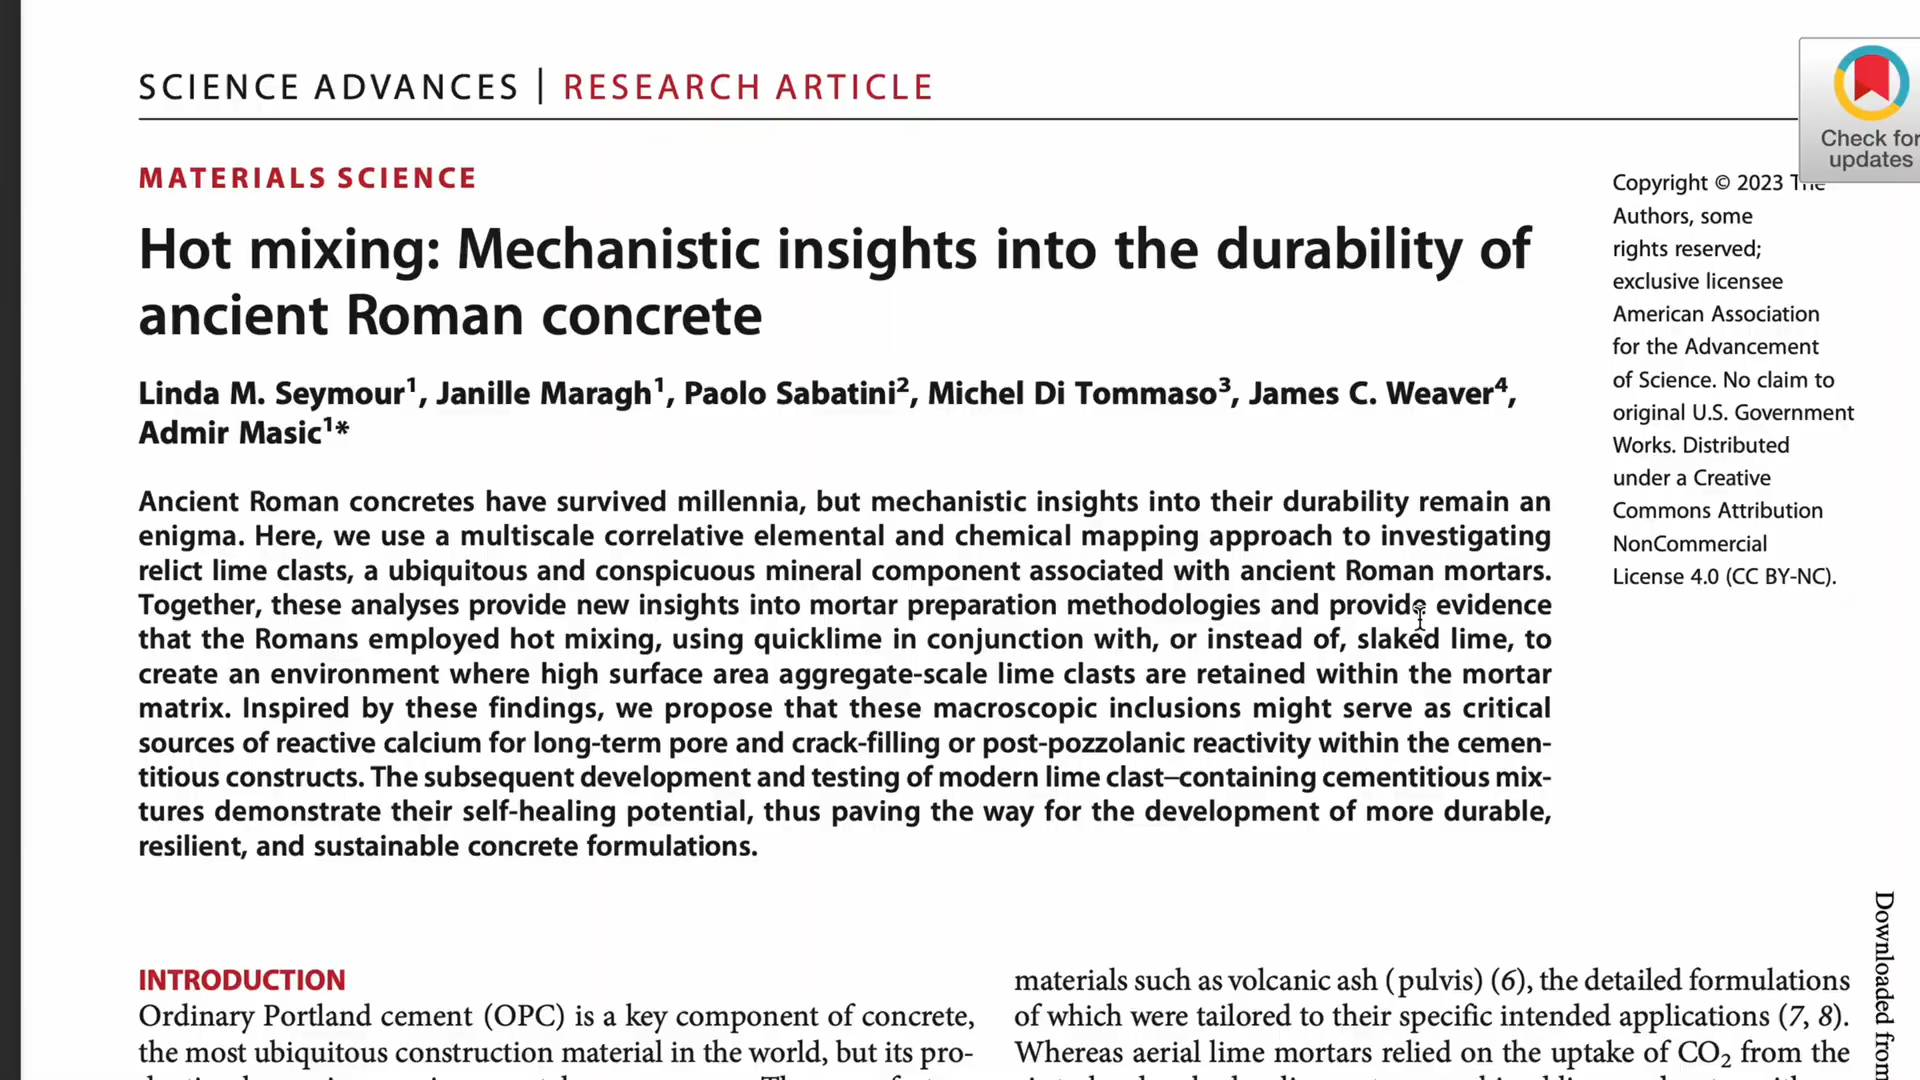 SCIENCE ADVANCES | RESEARCH ARTICLE
Check for
updates
MATERIALS SCIENCE
Hot mixing: Mechanistic insights into the durability of
ancient Roman concrete
Linda M. Seymour¹, Janille Maragh¹, Paolo Sabatini², Michel Di Tommaso³, James C. Weaver⁴,
Admir Masic¹*
Ancient Roman concretes have survived millennia, but mechanistic insights into their durability remain an
enigma. Here, we use a multiscale correlative elemental and chemical mapping approach to investigating
relict lime clasts, a ubiquitous and conspicuous mineral component associated with ancient Roman mortars.
Together, these analyses provide new insights into mortar preparation methodologies and provide evidence
that the Romans employed hot mixing, using quicklime in conjunction with, or instead of, slaked lime, to
create an environment where high surface area aggregate-scale lime clasts are retained within the mortar
matrix. Inspired by these findings, we propose that these macroscopic inclusions might serve as critical
sources of reactive calcium for long-term pore and crack-filling or post-pozzolanic reactivity within the cemen-
titious constructs. The subsequent development and testing of modern lime clast–containing cementitious mix-
tures demonstrate their self-healing potential, thus paving the way for the development of more durable,
resilient, and sustainable concrete formulations.
Copyright © 2023 The
Authors, some
rights reserved;
exclusive licensee
American Association
for the Advancement
of Science. No claim to
original U.S. Government
Works. Distributed
under a Creative
Commons Attribution
NonCommercial
License 4.0 (CC BY-NC).
INTRODUCTION
Ordinary Portland cement (OPC) is a key component of concrete,
the most ubiquitous construction material in the world, but its pro-
materials such as volcanic ash (pulvis) (6), the detailed formulations
of which were tailored to their specific intended applications (7, 8).
Whereas aerial lime mortars relied on the uptake of CO₂ from the
Downloaded from